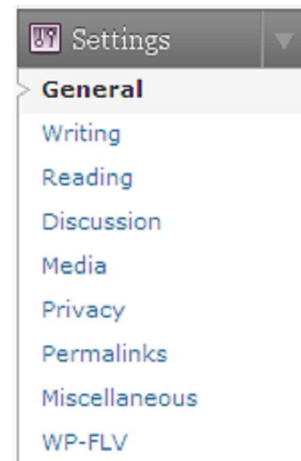 Settings
General
Writing
Reading
Discussion
Media
Privacy
Permalinks
Miscellaneous
WP-FLV